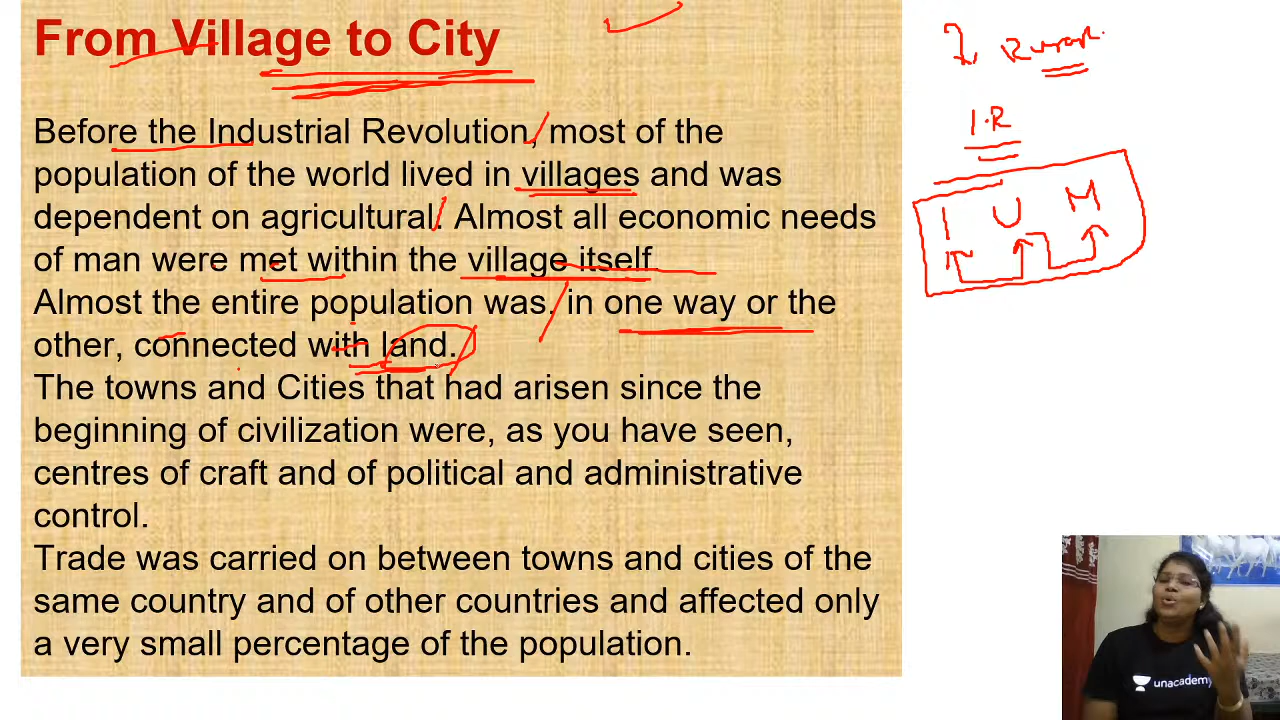 From Village to City
Before the Industrial Revolution, most of the
population of the world lived in villages and was
dependent on agricultural. Almost all economic needs
of man were met within the village itself.
Almost the entire population was, in one way or the
other, connected with land.
The towns and Cities that had arisen since the
beginning of civilization were, as you have seen,
centres of craft and of political and administrative
control.
Trade was carried on between towns and cities of the
same country and of other countries and affected only
a very small percentage of the population.
I.R
I U M
unacademy